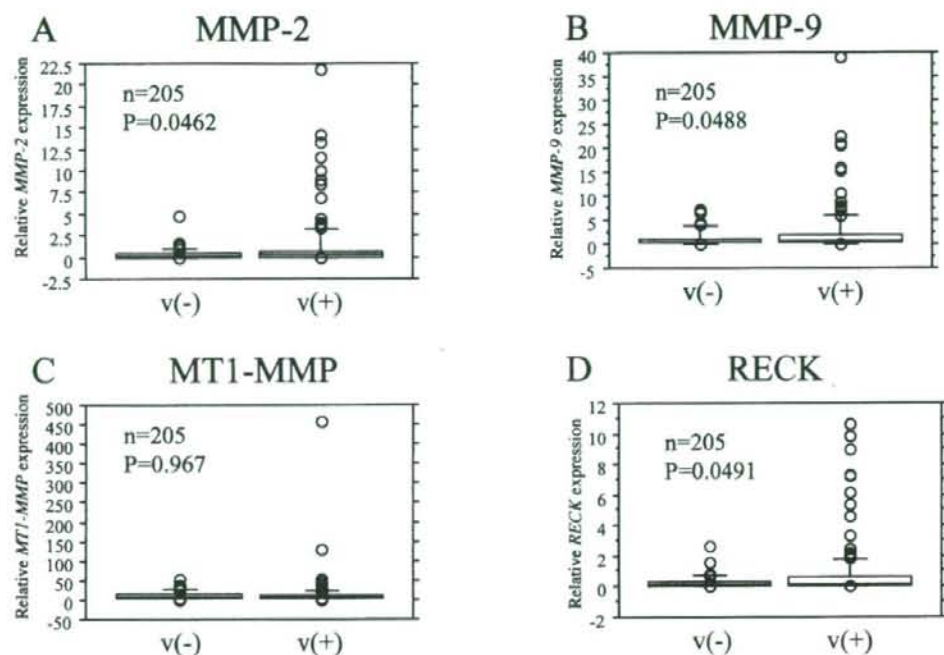 A MMP-2
22.5
20
17.5
15
12.5
10
7.5
5
2.5
0
-2.5
Relative MMP-2 expression
n=205
P=0.0462
v(-) v(+)
B MMP-9
40
35
30
25
20
15
10
5
0
-5
Relative MMP-9 expression
n=205
P=0.0488
v(-) v(+)
C MT1-MMP
500
450
400
350
300
250
200
150
100
50
0
-50
Relative MT1-MMP expression
n=205
P=0.967
v(-) v(+)
D RECK
12
10
8
6
4
2
0
-2
Relative RECK expression
n=205
P=0.0491
v(-) v(+)